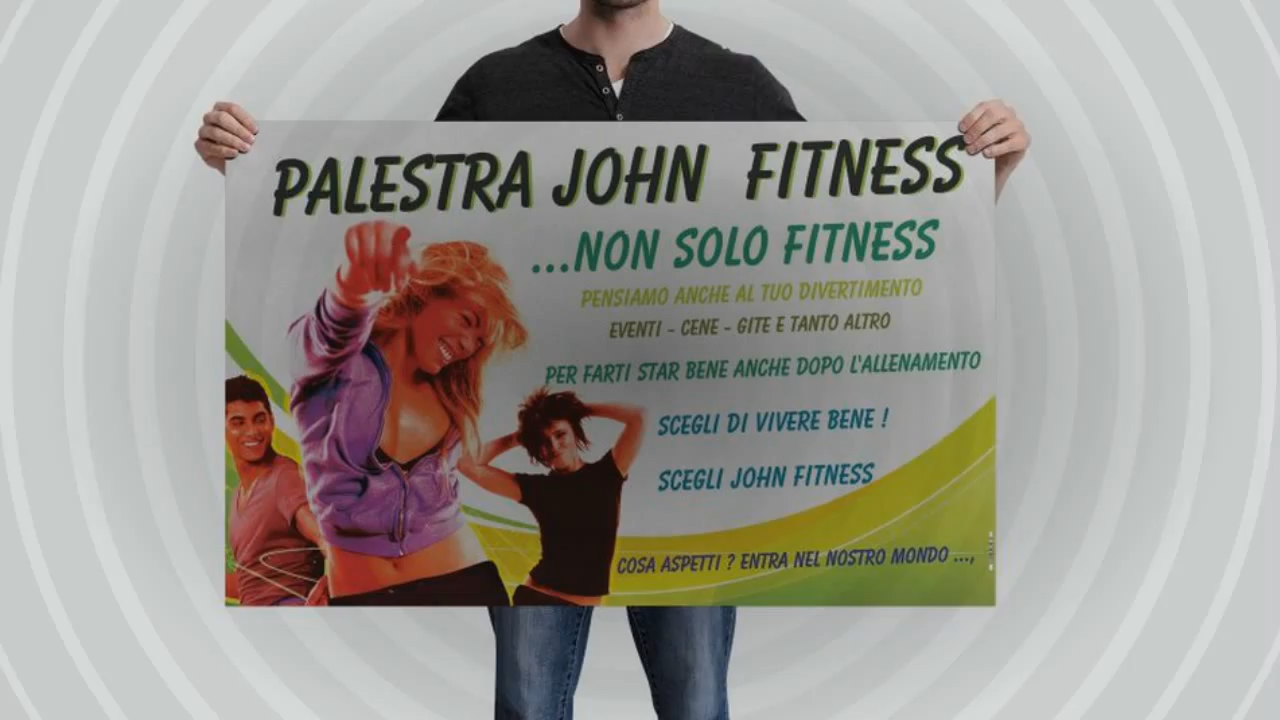 PALESTRA JOHN FITNESS
...NON SOLO FITNESS
PENSIAMO ANCHE AL TUO DIVERTIMENTO
EVENTI - CENE - GITE E TANTO ALTRO
PER FARTI STAR BENE ANCHE DOPO L'ALLENAMENTO
SCEGLI DI VIVERE BENE !
SCEGLI JOHN FITNESS
COSA ASPETTI ? ENTRA NEL NOSTRO MONDO ...,